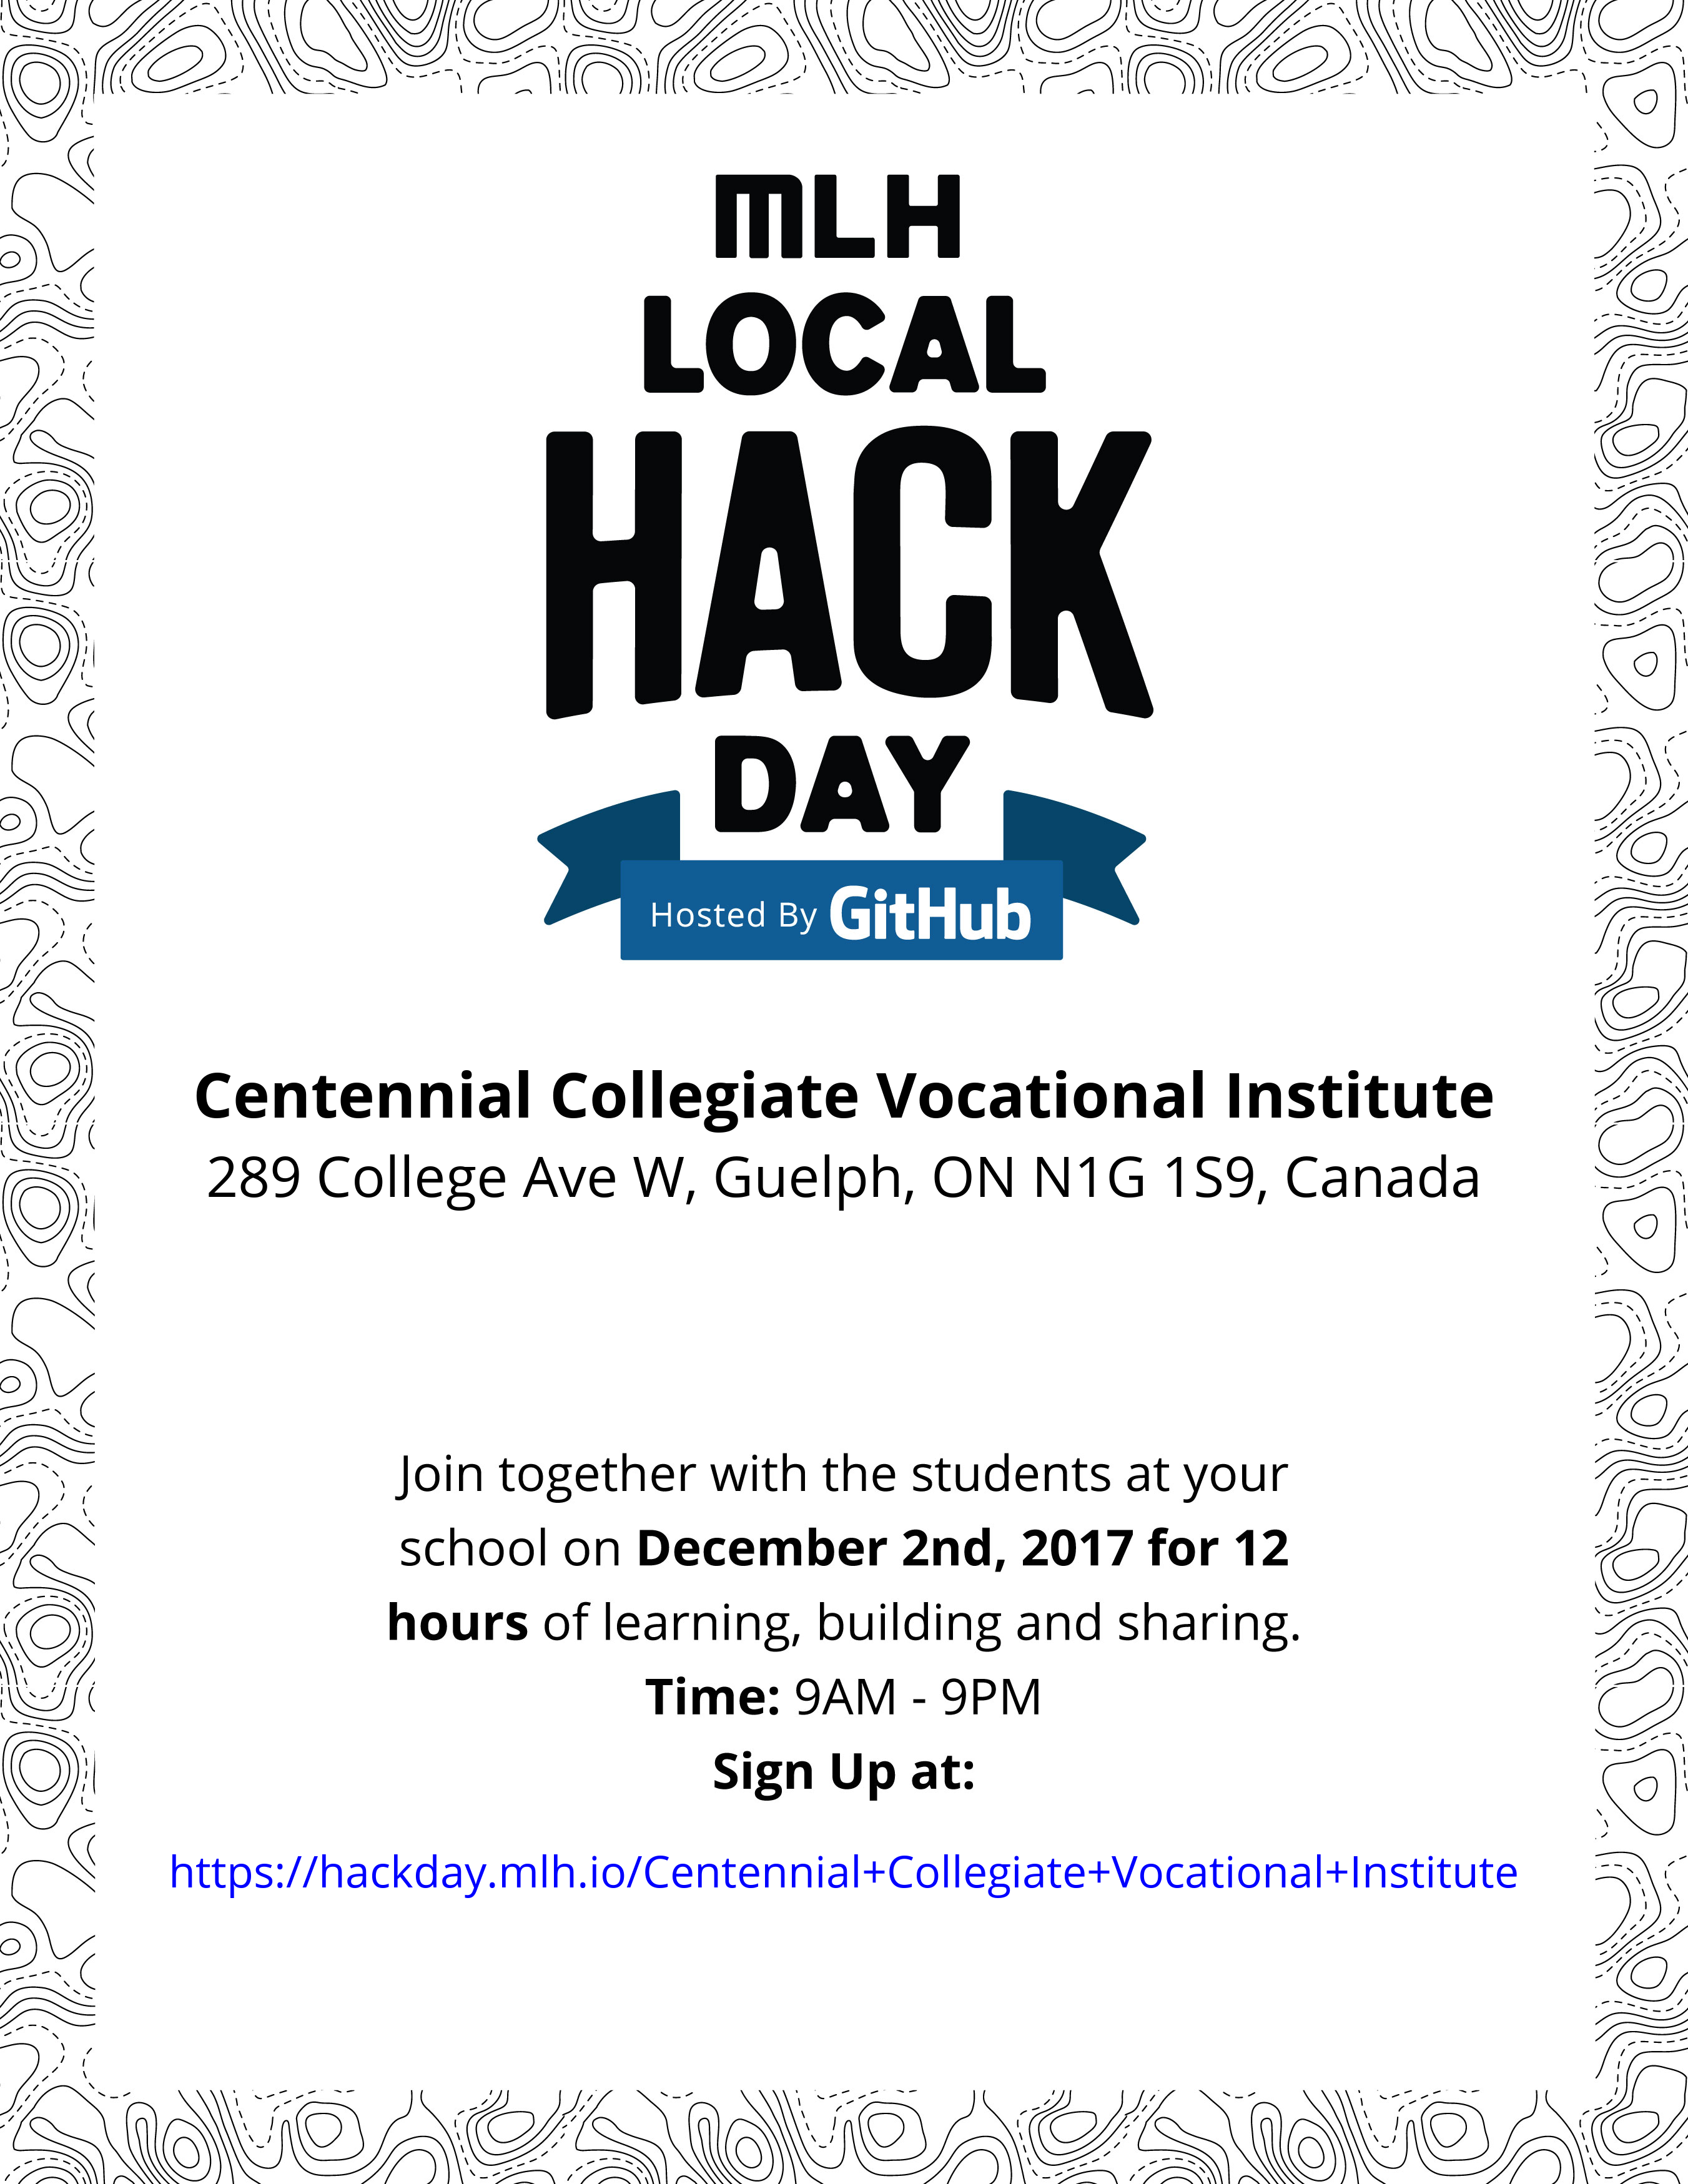 MLH
LOCAL
HACK
DAY
Hosted By GitHub
Centennial Collegiate Vocational Institute
289 College Ave W, Guelph, ON N1G 1S9, Canada
Join together with the students at your
school on December 2nd, 2017 for 12
hours of learning, building and sharing.
Time: 9AM - 9PM
Sign Up at:
https://hackday.mlh.io/Centennial+Collegiate+Vocational+Institute